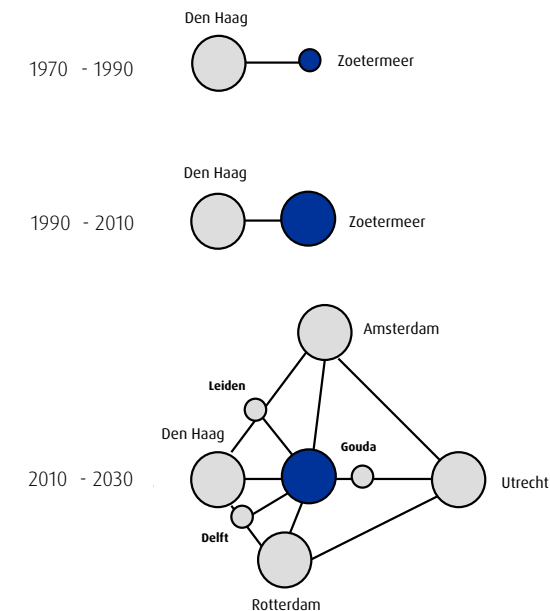 Den Haag
1970 - 1990
Zoetermeer
Den Haag
1990 - 2010
Zoetermeer
Amsterdam
Leiden
Den Haag
Gouda
2010 - 2030
Utrecht
Delft
Rotterdam